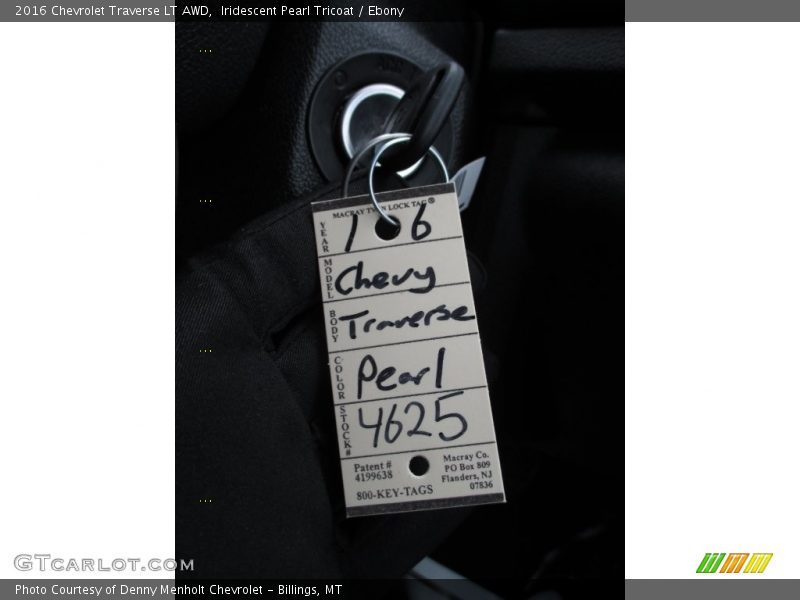 2016 Chevrolet Traverse LT AWD,  Iridescent Pearl Tricoat / Ebony
MACRAY TWIN LOCK TAG®
YEAR 16
MODEL Chevy
BODY Traverse
COLOR Pearl
STOCK# 4625
Patent #
4199638
800-KEY-TAGS
Macray Co.
PO Box 809
Flanders, NJ
07836
GTcarlot.com
Photo Courtesy of Denny Menholt Chevrolet - Billings, MT